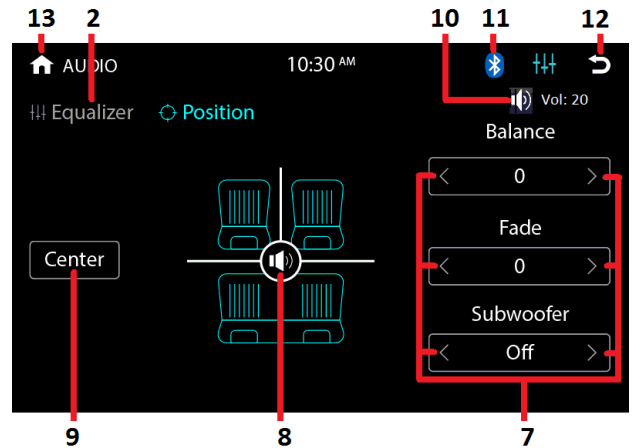 13 2 10 11 12
AUDIO 10:30 AM
Vol: 20
Equalizer Position
Balance
0
Fade
Center
0
Subwoofer
Off
9 8 7